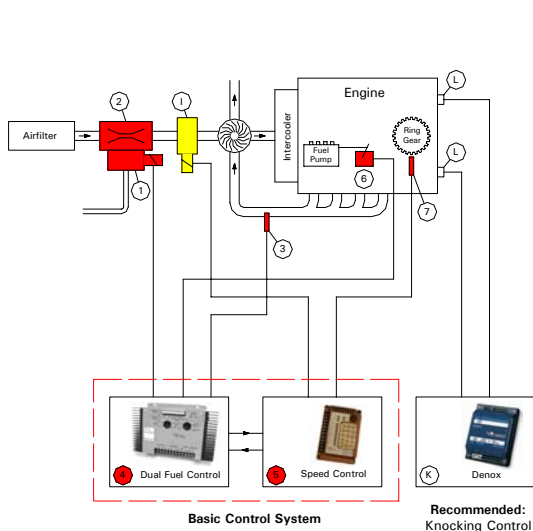 2
I
L
Engine
Airfilter
Intercooler
Ring
Gear
Fuel
Pump
L
1
6
7
3
4
Dual Fuel Control
5
Speed Control
K
Denox
Basic Control System
Recommended:
Knocking Control